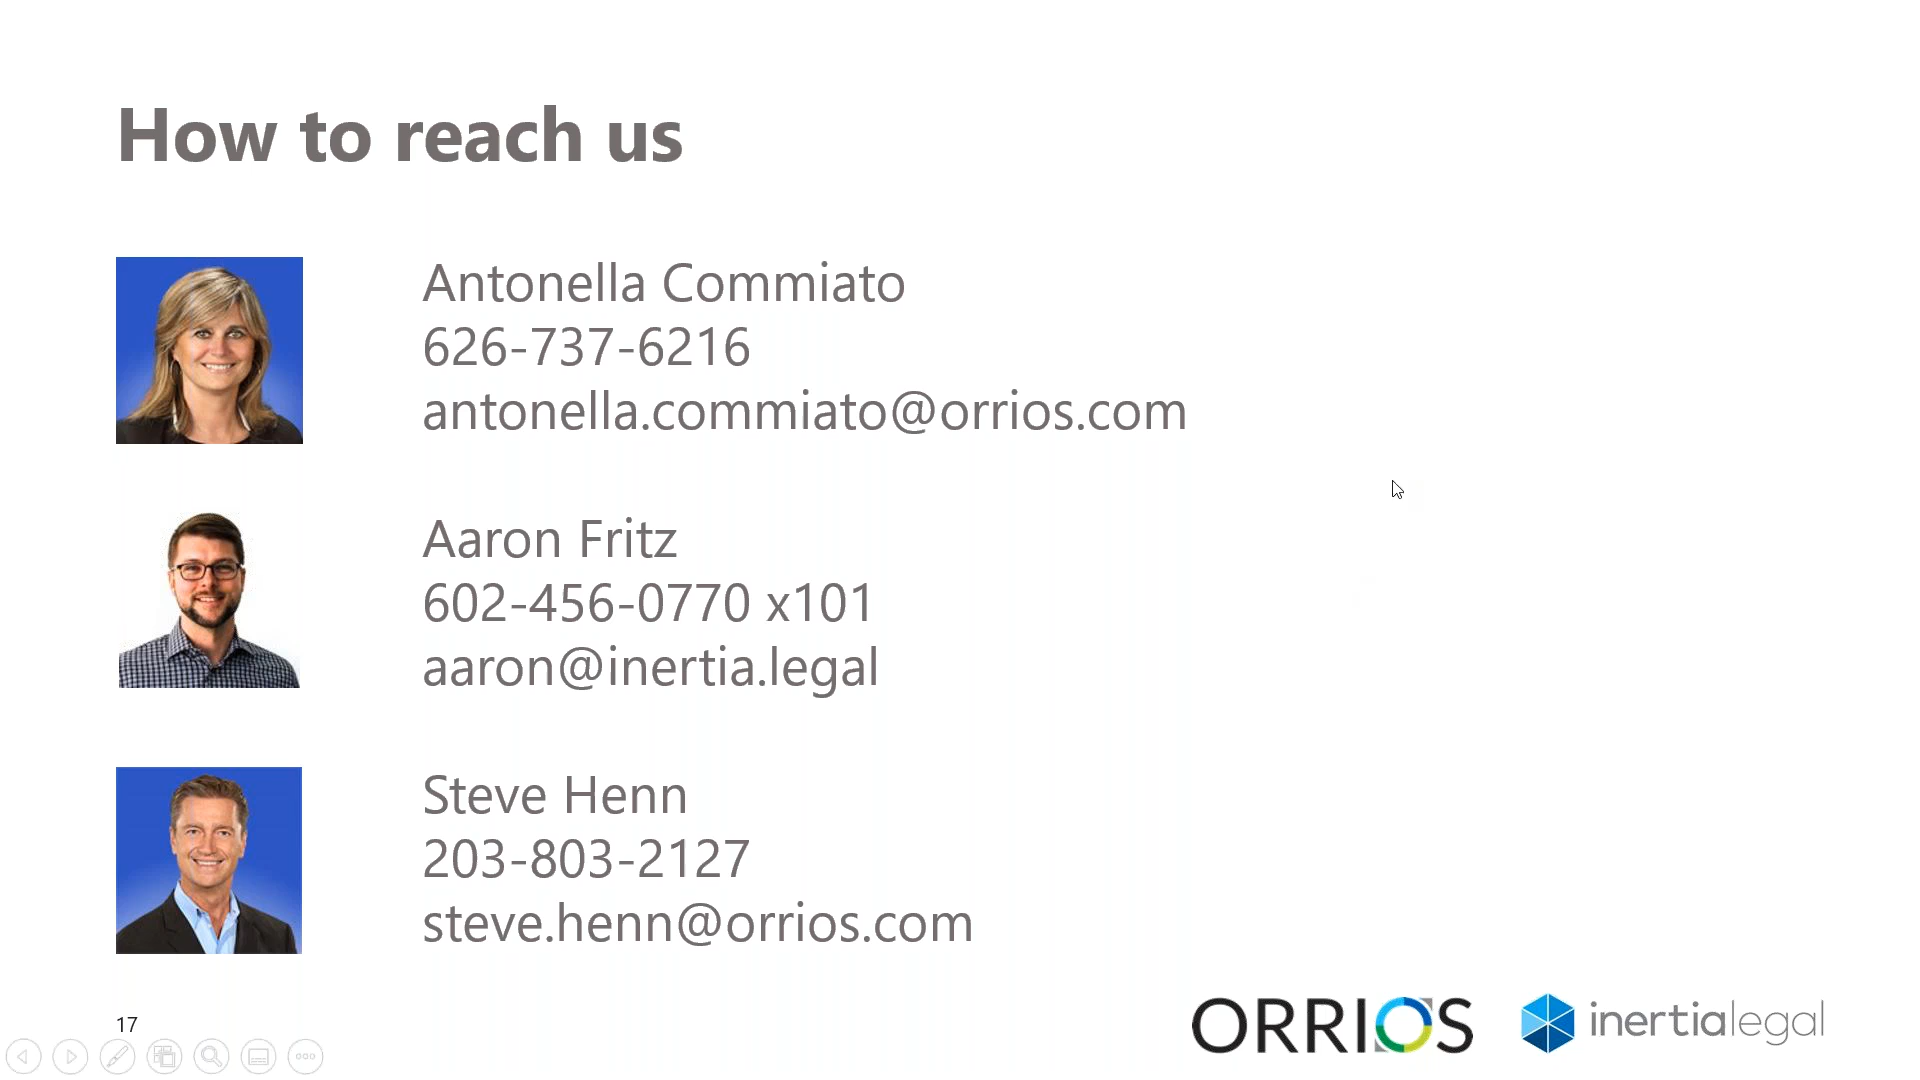 How to reach us
Antonella Commiato
626-737-6216
antonella.commiato@orrios.com
Aaron Fritz
602-456-0770 x101
aaron@inertia.legal
Steve Henn
203-803-2127
steve.henn@orrios.com
17
ORRIOS
inertialegal